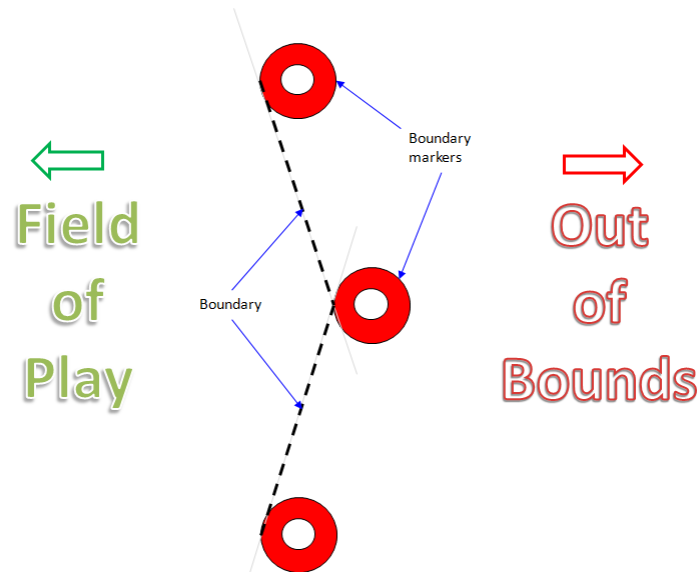 Boundary
markers
Field
of
Play
Out
of
Bounds
Boundary